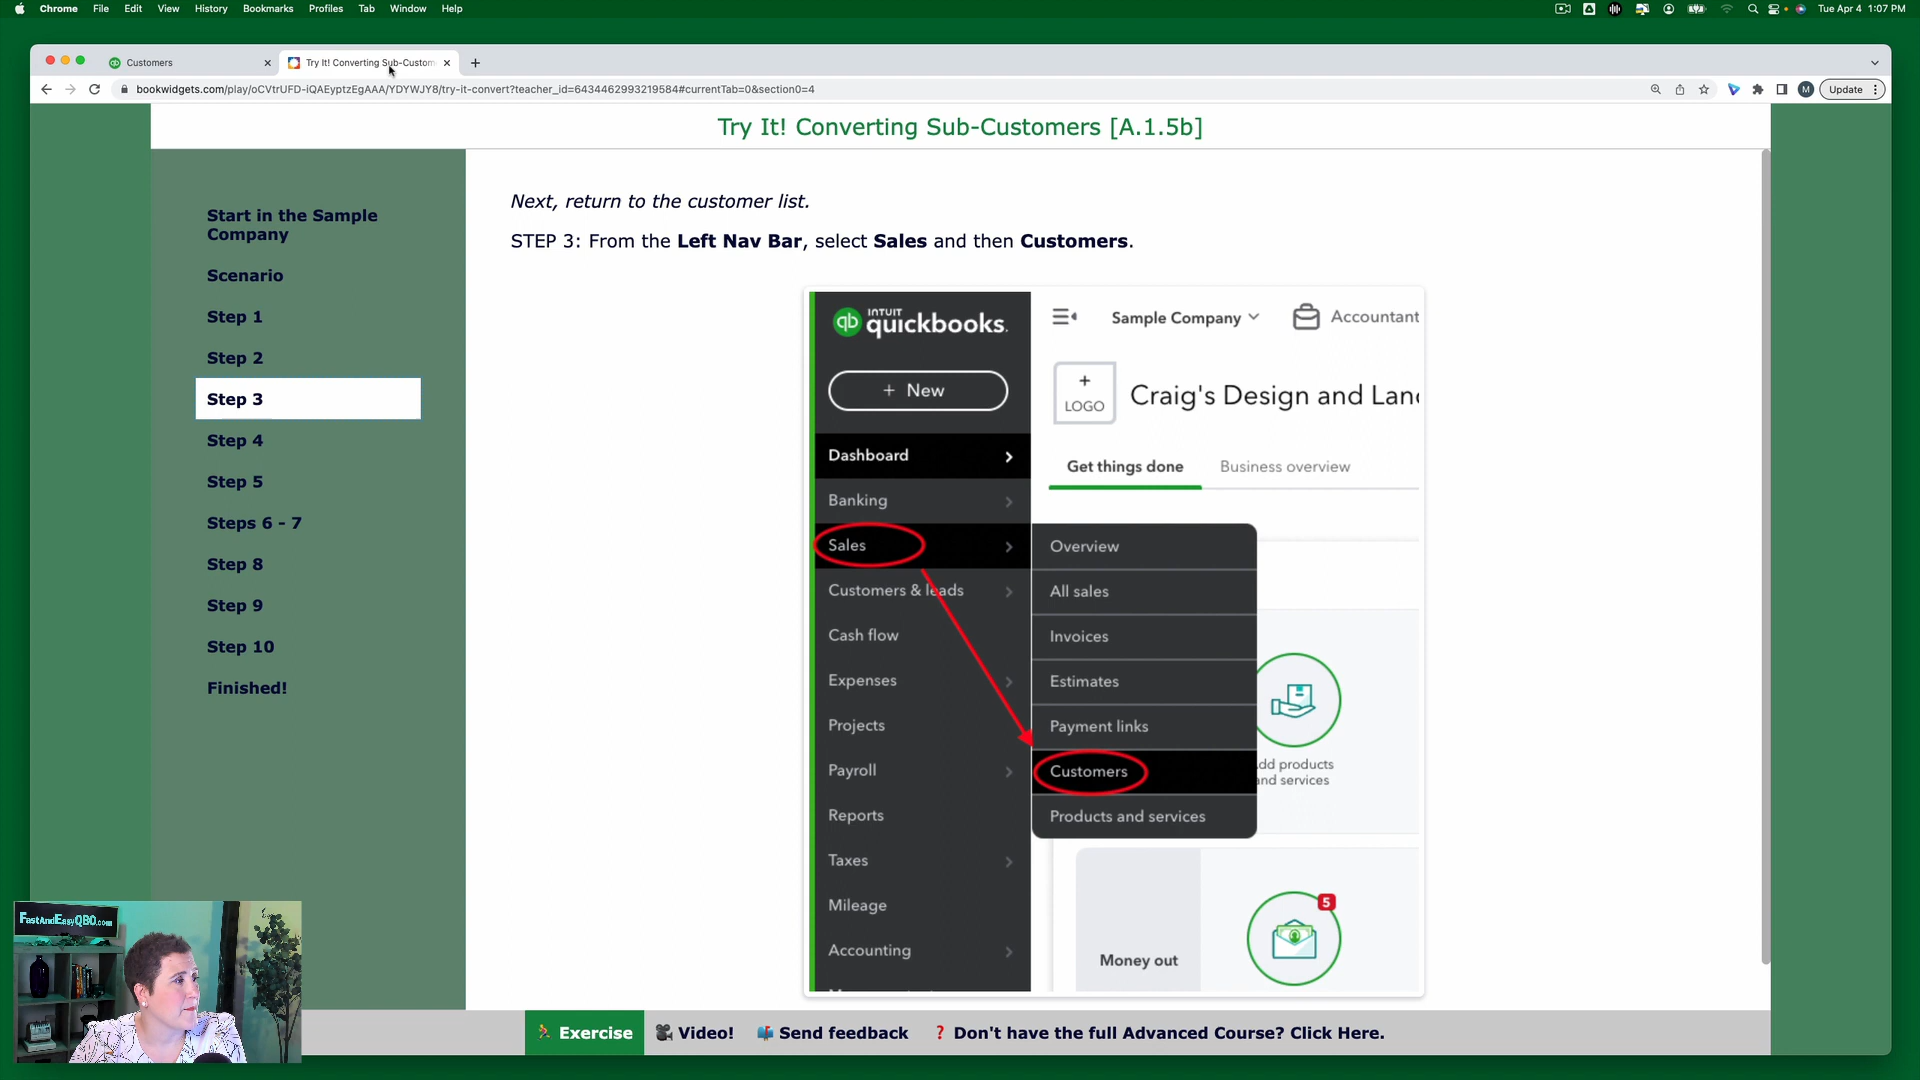 Chrome File Edit View History Bookmarks Profiles Tab Window Help
Tue Apr 4 1:07 PM
Customers
Try It! Converting Sub-Custom
bookwidgets.com/play/oCVtrUFD-iQAEyptzEgAAA/YDYWJY8/try-it-convert?teacher_id=6434462993219584#currentTab=0&section0=4
M
Update
Try It! Converting Sub-Customers [A.1.5b]
Start in the Sample
Company
Scenario
Step 1
Step 2
Step 3
Step 4
Step 5
Steps 6 - 7
Step 8
Step 9
Step 10
Finished!
Next, return to the customer list.
STEP 3: From the Left Nav Bar, select Sales and then Customers.
INTUIT
quickbooks.
+ New
Dashboard
Banking
Sales
Customers & leads
Cash flow
Expenses
Projects
Payroll
Reports
Taxes
Mileage
Accounting
Sample Company
Accountant
+
LOGO
Craig's Design and Land
Get things done
Business overview
Overview
All sales
Invoices
Estimates
Payment links
Customers
Products and services
dd products
and services
5
Money out
FastAndEasyQBO.com
Exercise
Video!
Send feedback
? Don't have the full Advanced Course? Click Here.